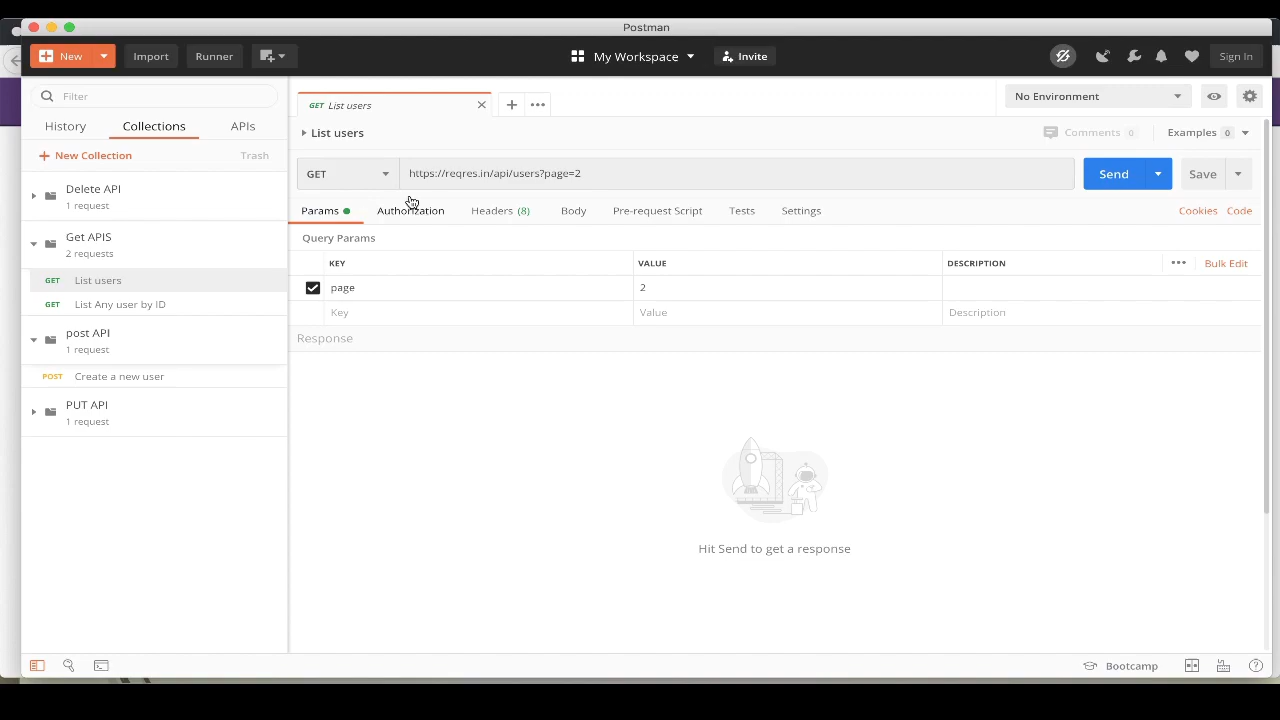 Postman
New
Import
Runner
My Workspace
Invite
Sign In
Filter
History
Collections
APIs
New Collection
Trash
Delete API
1 request
Get APIS
2 requests
GET List users
GET List Any user by ID
post API
1 request
POST Create a new user
PUT API
1 request
GET List users
No Environment
List users
Comments 0
Examples 0
GET
https://reqres.in/api/users?page=2
Send
Save
Params
Authorization
Headers (8)
Body
Pre-request Script
Tests
Settings
Cookies
Code
Query Params
KEY
VALUE
DESCRIPTION
Bulk Edit
page
2
Key
Value
Description
Response
Hit Send to get a response
Bootcamp